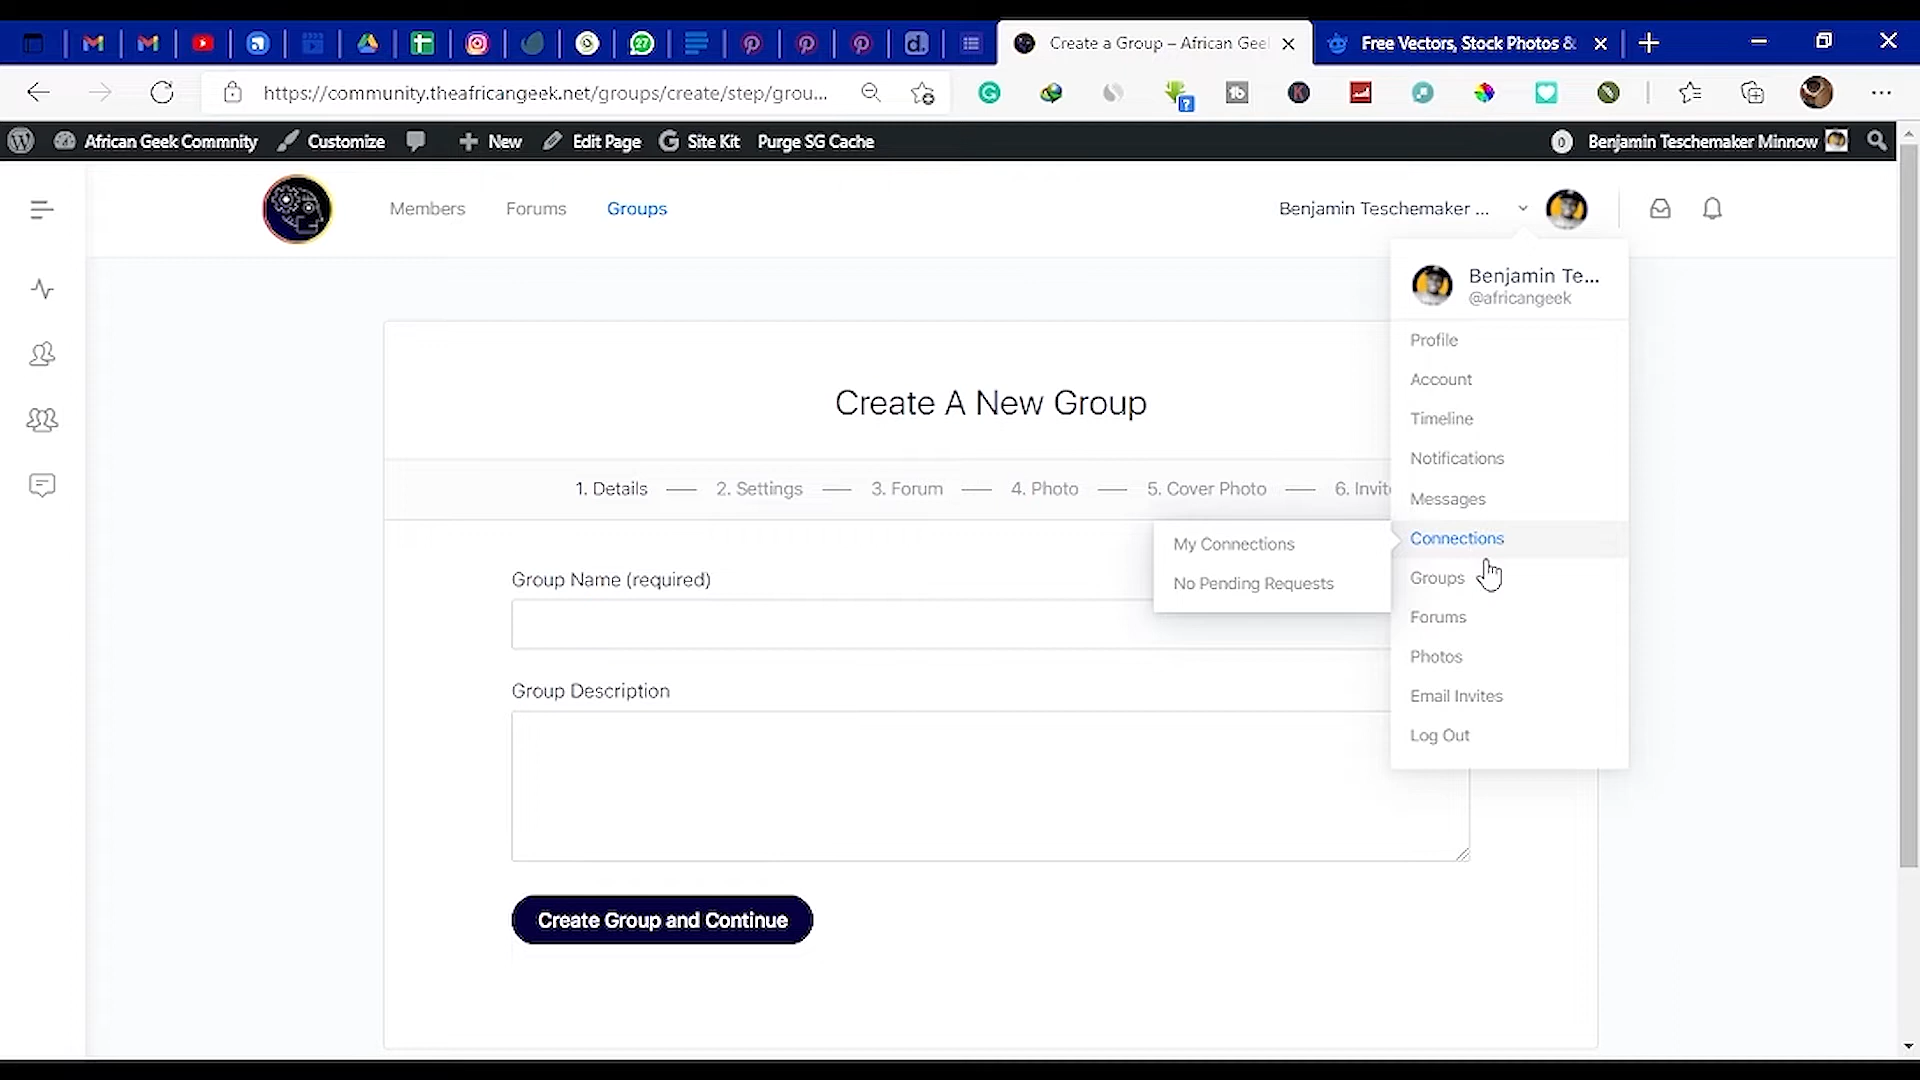 Create a Group – African Geek
Free Vectors, Stock Photos &
https://community.theafricangeek.net/groups/create/step/grou...
African Geek Commnity
Customize
New
Edit Page
Site Kit
Purge SG Cache
0
Benjamin Teschemaker Minnow
Members
Forums
Groups
Benjamin Teschemaker ...
Benjamin Te...
@africangeek
Profile
Account
Timeline
Notifications
Messages
Connections
Groups
Forums
Photos
Email Invites
Log Out
My Connections
No Pending Requests
Create A New Group
1. Details
2. Settings
3. Forum
4. Photo
5. Cover Photo
6. Invite
Group Name (required)
Group Description
Create Group and Continue